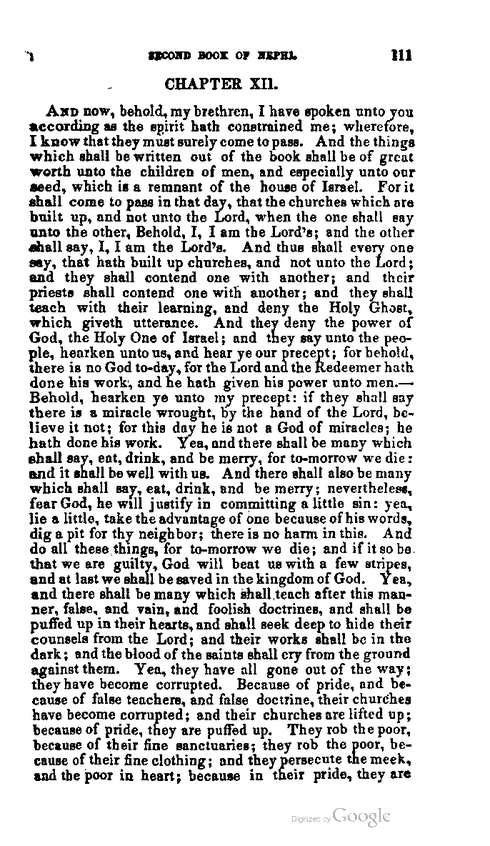 SECOND BOOK OF NEPHI. 111
CHAPTER XII.
AND now, behold, my brethren, I have spoken unto you
according as the spirit hath constrained me; wherefore,
I know that they must surely come to pass. And the things
which shall be written out of the book shall be of great
worth unto the children of men, and especially unto our
seed, which is a remnant of the house of Israel. For it
shall come to pass in that day, that the churches which are
built up, and not unto the Lord, when the one shall say
unto the other, Behold, I, I am the Lord's; and the other
shall say, I, I am the Lord's. And thus shall every one
say, that hath built up churches, and not unto the Lord;
and they shall contend one with another; and their
priests shall contend one with another; and they shall
teach with their learning, and deny the Holy Ghost,
which giveth utterance. And they deny the power of
God, the Holy One of Israel; and they say unto the peo-
ple, hearken unto us, and hear ye our precept; for behold,
there is no God to-day, for the Lord and the Redeemer hath
done his work, and he hath given his power unto men.—
Behold, hearken ye unto my precept: if they shall say
there is a miracle wrought, by the hand of the Lord, be-
lieve it not; for this day he is not a God of miracles; he
hath done his work. Yea, and there shall be many which
shall say, eat, drink, and be merry, for to-morrow we die:
and it shall be well with us. And there shall also be many
which shall say, eat, drink, and be merry; nevertheless,
fear God, he will justify in committing a little sin: yea,
lie a little, take the advantage of one because of his words,
dig a pit for thy neighbor; there is no harm in this. And
do all these things, for to-morrow we die; and if it so be
that we are guilty, God will beat us with a few stripes,
and at last we shall be saved in the kingdom of God. Yea,
and there shall be many which shall teach after this man-
ner, false, and vain, and foolish doctrines, and shall be
puffed up in their hearts, and shall seek deep to hide their
counsels from the Lord; and their works shall be in the
dark; and the blood of the saints shall cry from the ground
against them. Yea, they have all gone out of the way;
they have become corrupted. Because of pride, and be-
cause of false teachers, and false doctrine, their churches
have become corrupted; and their churches are lifted up;
because of pride, they are puffed up. They rob the poor,
because of their fine sanctuaries; they rob the poor, be-
cause of their fine clothing; and they persecute the meek,
and the poor in heart; because in their pride, they are
Digitized by Google